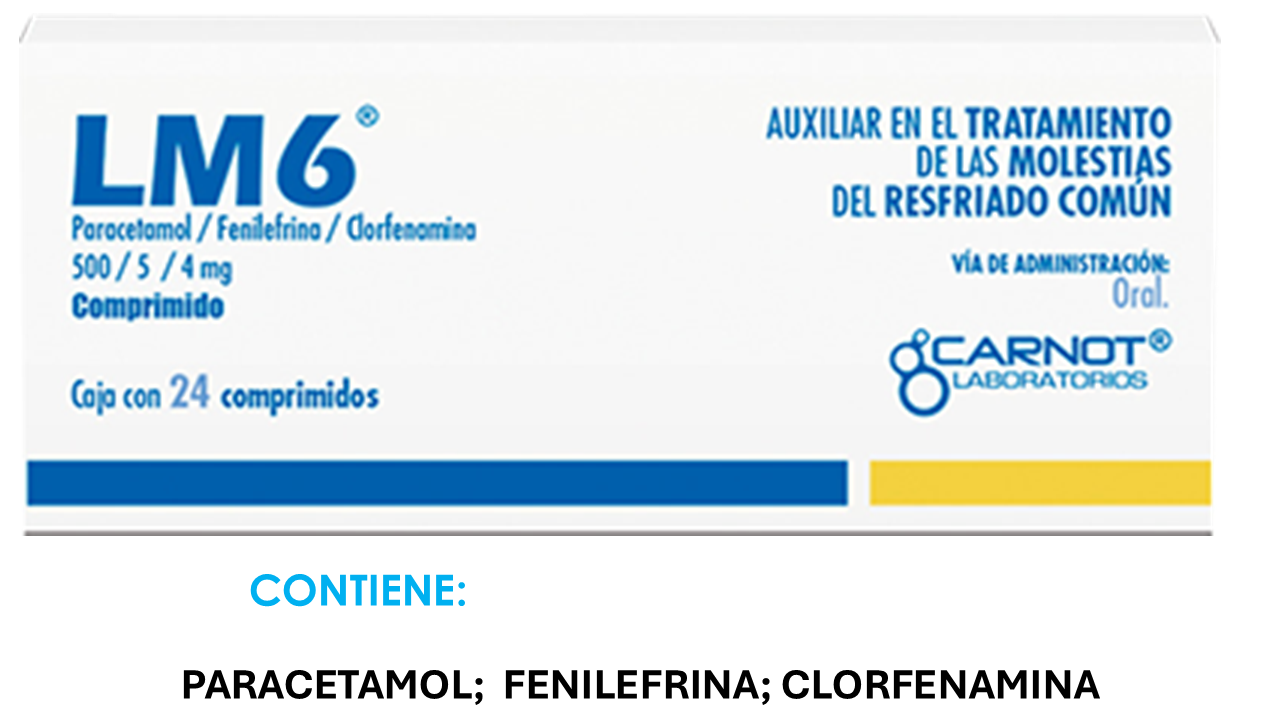 LM6®
Paracetamol / Fenilefrina / Clorfenamina
500 / 5 / 4 mg
Comprimido
Caja con 24 comprimidos
AUXILIAR EN EL TRATAMIENTO
DE LAS MOLESTIAS
DEL RESFRIADO COMÚN
VÍA DE ADMINISTRACIÓN:
Oral.
CARNOT®
LABORATORIOS
CONTIENE:
PARACETAMOL; FENILEFRINA; CLORFENAMINA